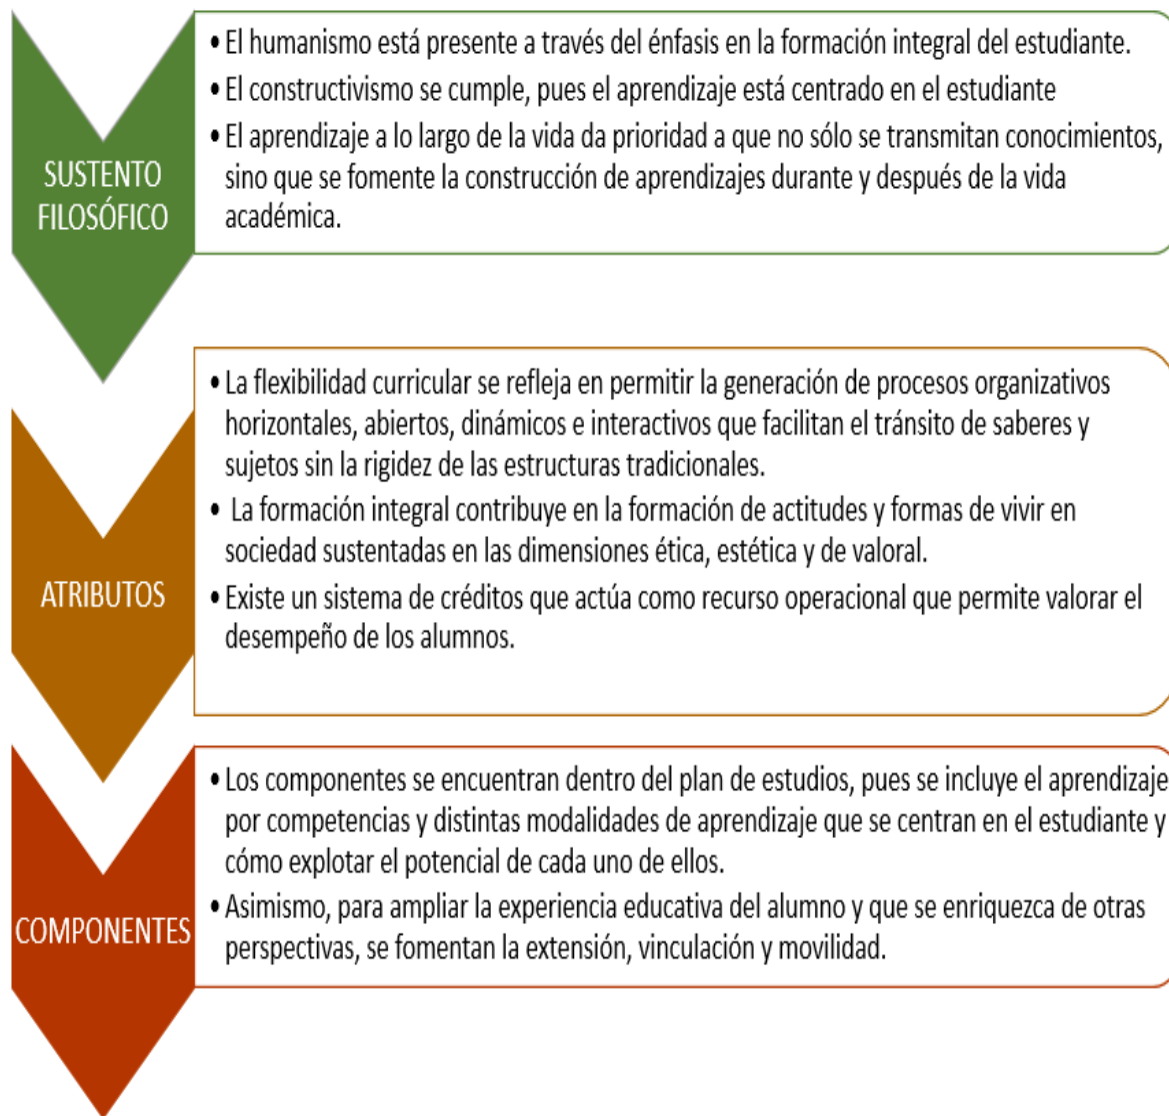 SUSTENTO
FILOSÓFICO
• El humanismo está presente a través del énfasis en la formación integral del estudiante.
• El constructivismo se cumple, pues el aprendizaje está centrado en el estudiante
• El aprendizaje a lo largo de la vida da prioridad a que no sólo se transmitan conocimientos,
sino que se fomente la construcción de aprendizajes durante y después de la vida
académica.
ATRIBUTOS
• La flexibilidad curricular se refleja en permitir la generación de procesos organizativos
horizontales, abiertos, dinámicos e interactivos que facilitan el tránsito de saberes y
sujetos sin la rigidez de las estructuras tradicionales.
• La formación integral contribuye en la formación de actitudes y formas de vivir en
sociedad sustentadas en las dimensiones ética, estética y de valoral.
• Existe un sistema de créditos que actúa como recurso operacional que permite valorar el
desempeño de los alumnos.
COMPONENTES
• Los componentes se encuentran dentro del plan de estudios, pues se incluye el aprendizaje
por competencias y distintas modalidades de aprendizaje que se centran en el estudiante y
cómo explotar el potencial de cada uno de ellos.
• Asimismo, para ampliar la experiencia educativa del alumno y que se enriquezca de otras
perspectivas, se fomentan la extensión, vinculación y movilidad.